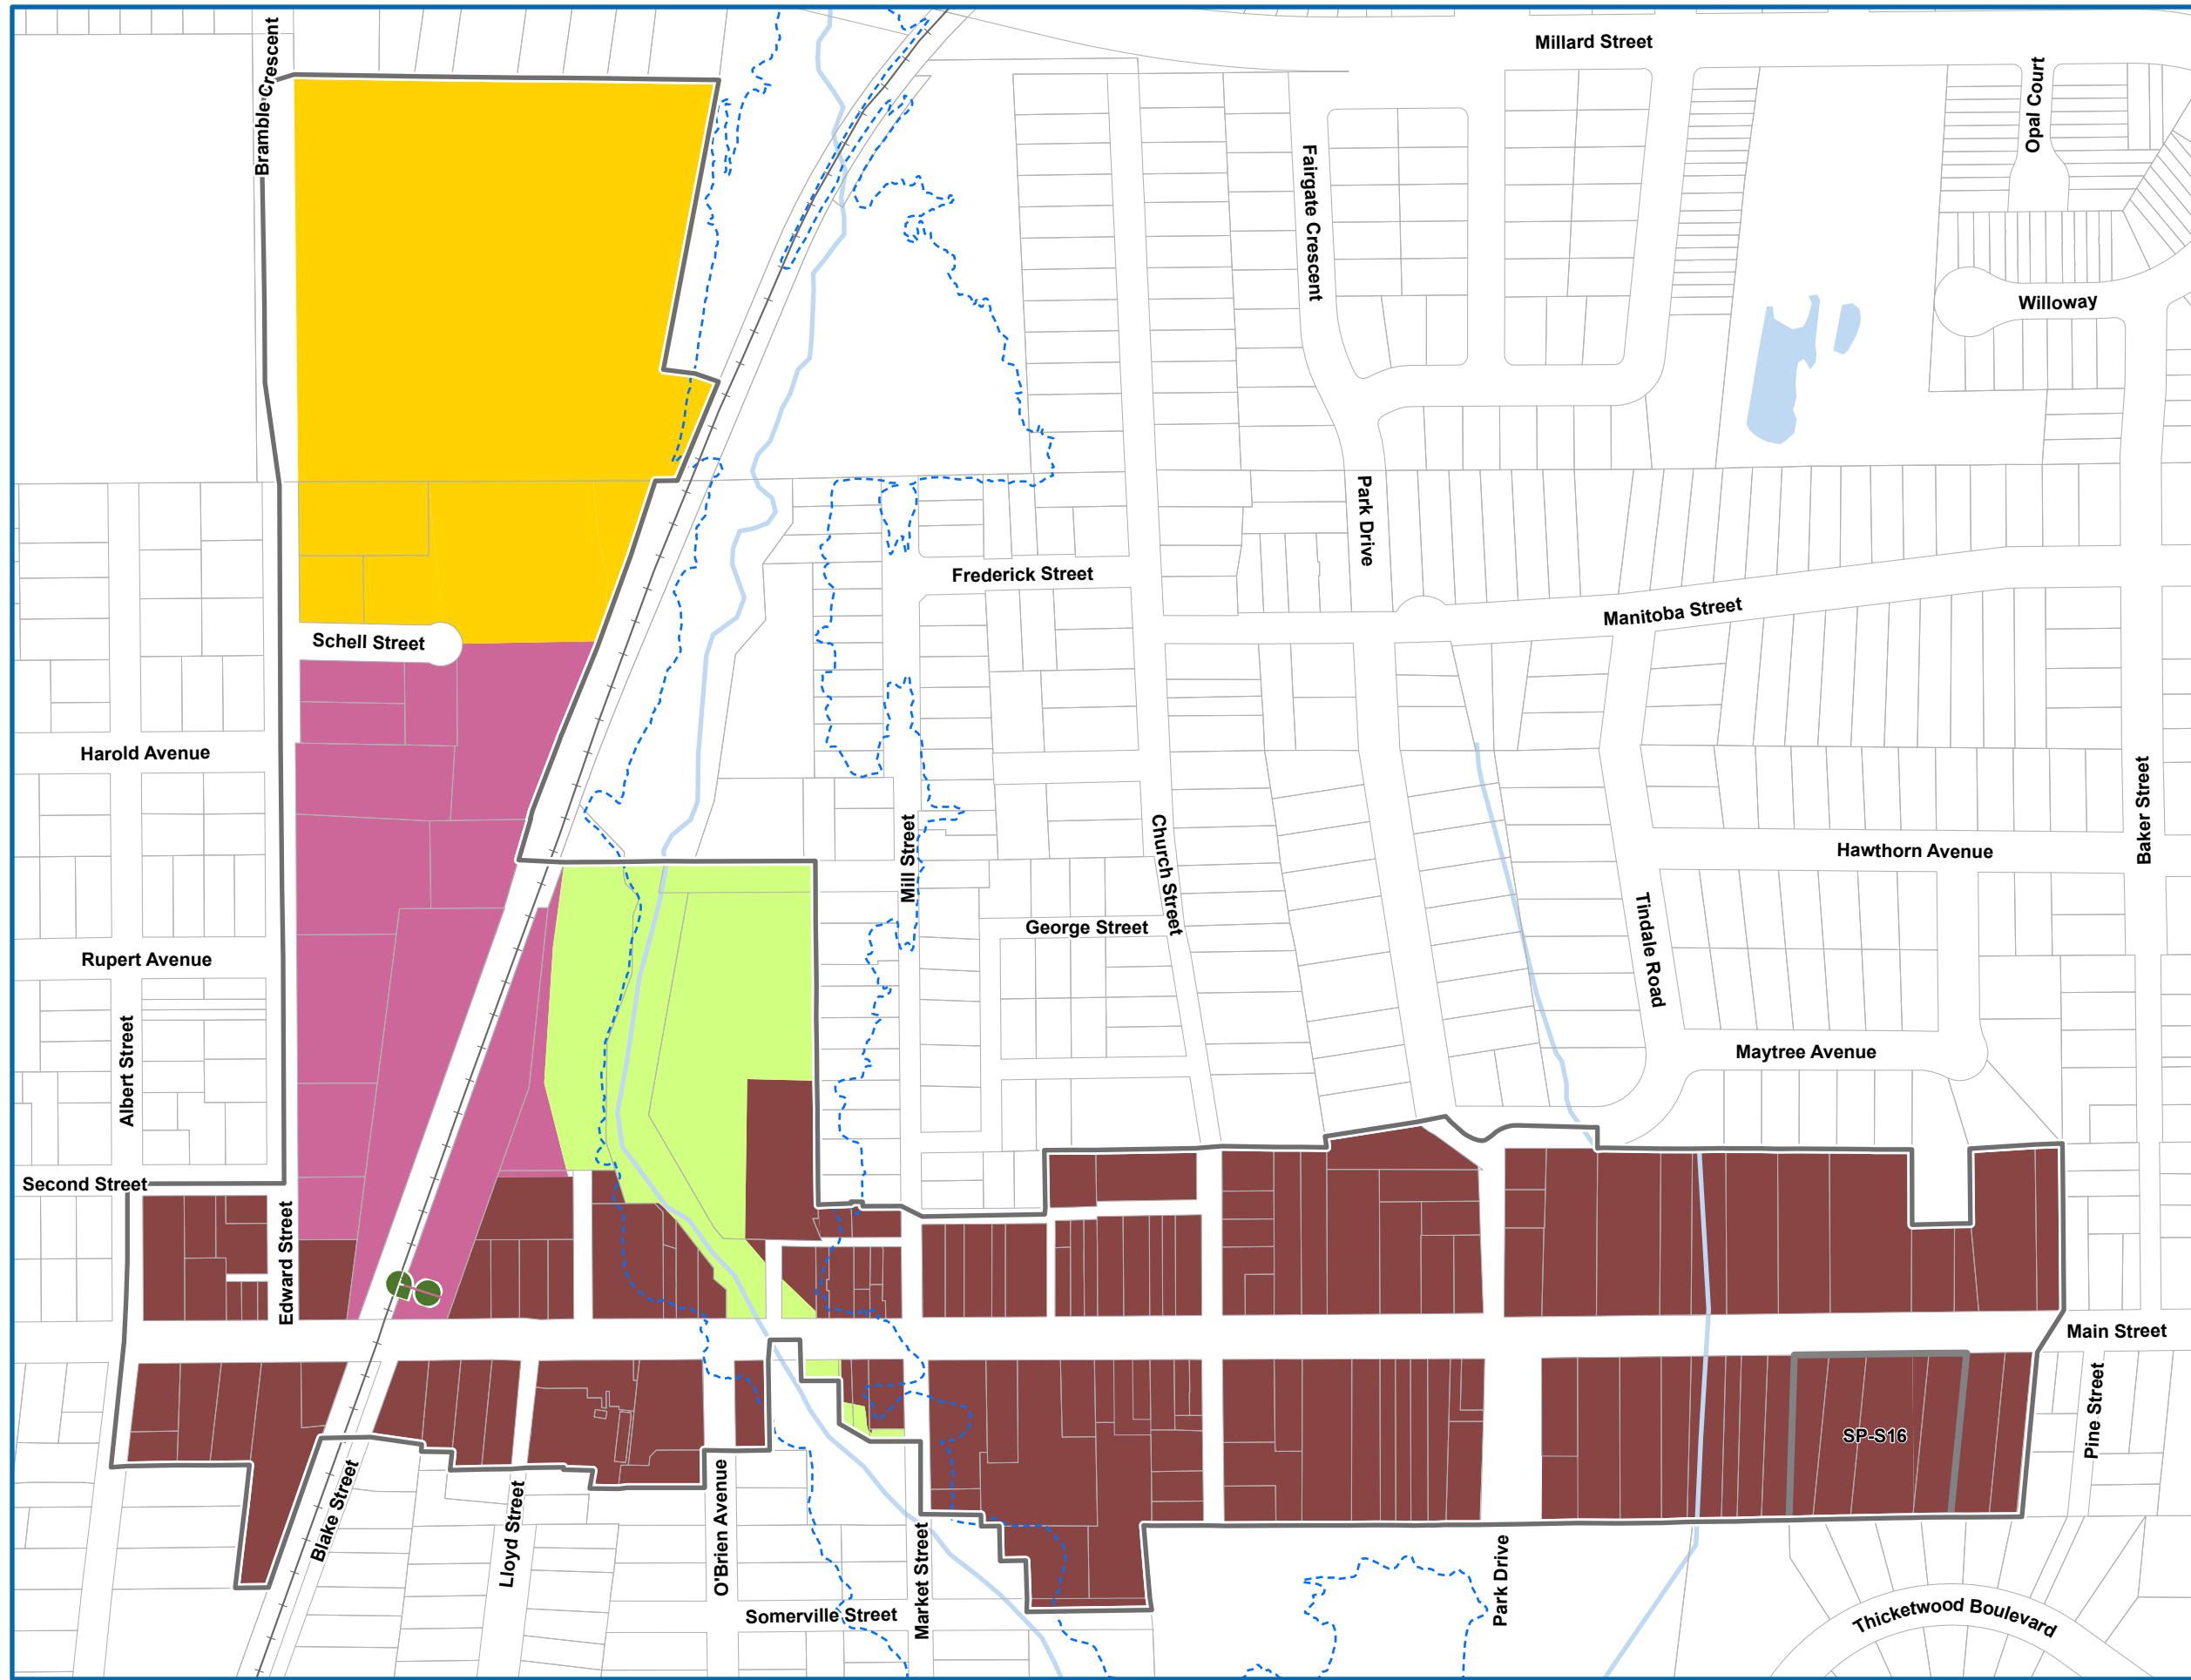 Millard Street
Bramble Crescent
Opal Court
Fairgate Crescent
Willoway
Park Drive
Frederick Street
Manitoba Street
Schell Street
Harold Avenue
Baker Street
Mill Street
Church Street
Hawthorn Avenue
George Street
Tindale Road
Rupert Avenue
Albert Street
Maytree Avenue
Second Street
Edward Street
Main Street
Pine Street
SP-S16
Blake Street
Lloyd Street
O'Brien Avenue
Market Street
Park Drive
Somerville Street
Thicketwood Boulevard